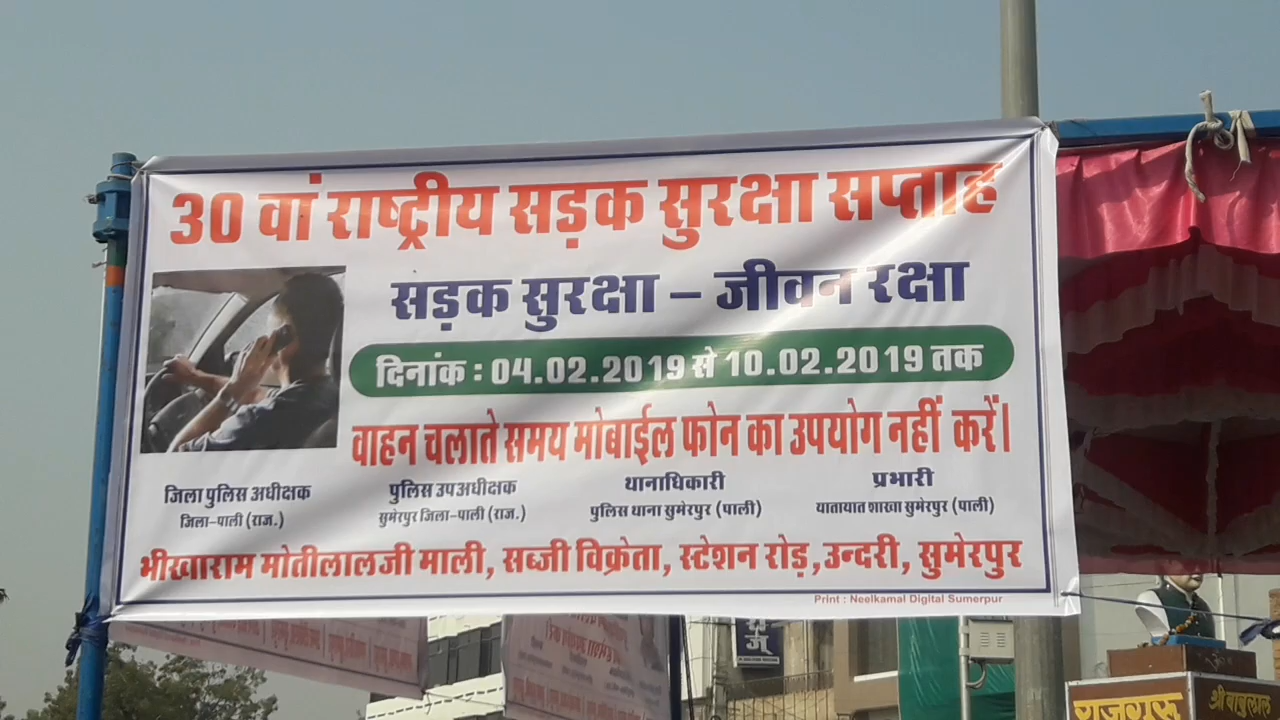 30 वां राष्ट्रीय सड़क सुरक्षा सप्ताह
सड़क सुरक्षा – जीवन रक्षा
दिनांक : 04.02.2019 से 10.02.2019 तक
वाहन चलाते समय मोबाईल फोन का उपयोग नहीं करें।
जिला पुलिस अधीक्षक
जिला-पाली (राज.)
पुलिस उपअधीक्षक
सुमेरपुर जिला-पाली (राज.)
थानाधिकारी
पुलिस थाना सुमेरपुर (पाली)
प्रभारी
यातायात शाखा सुमेरपुर (पाली)
भीखाराम मोतीलालजी माली, सब्जी विक्रेता, स्टेशन रोड़, उन्दरी, सुमेरपुर
Print : Neelkamal Digital Sumerpur
राजगुरू
श्री बाबुलाल